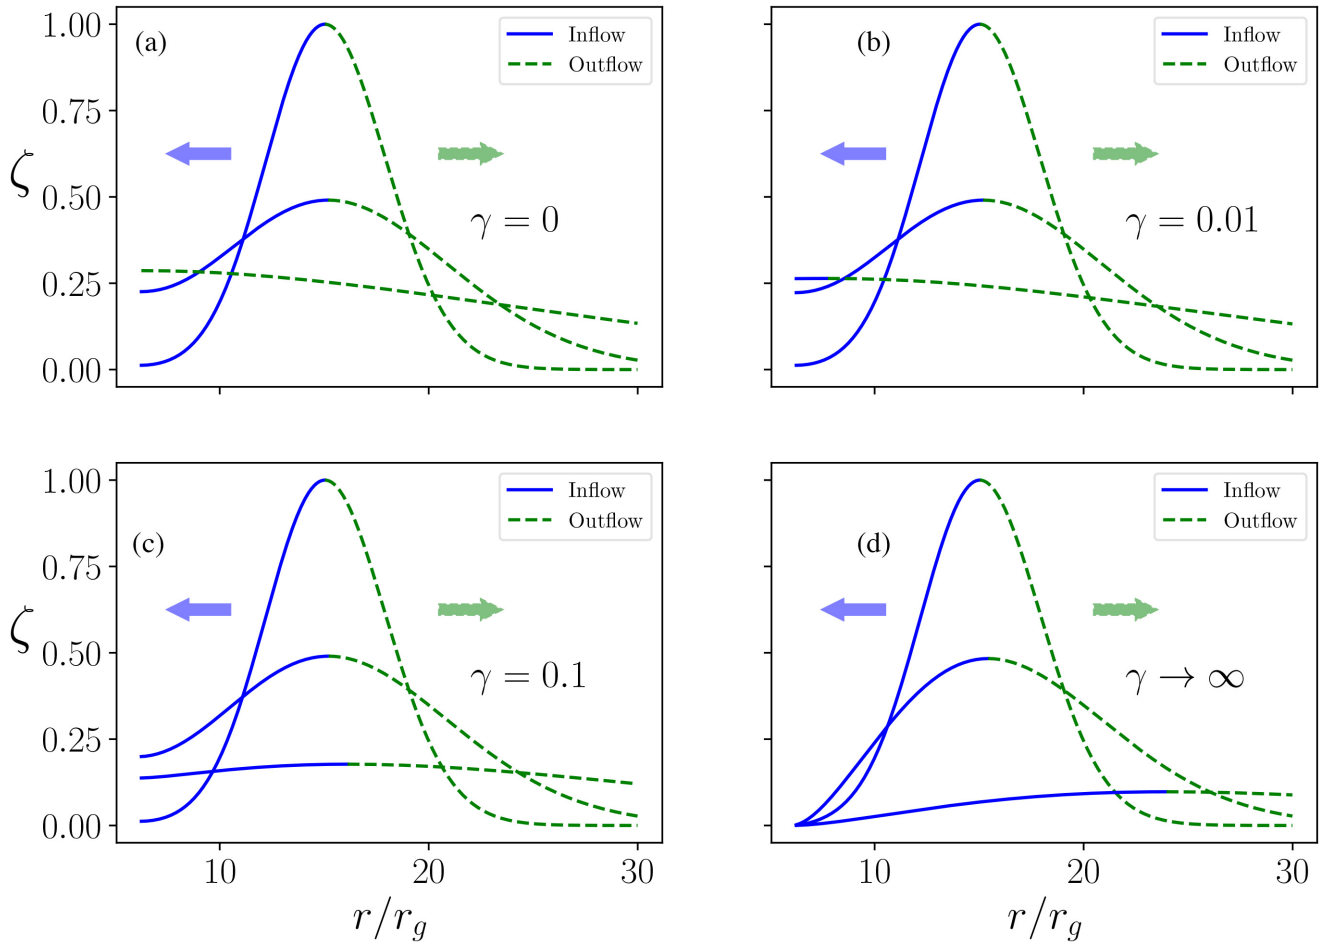 (a)
Inflow
Outflow
1.00
0.75
0.50
0.25
0.00
ζ
γ = 0
(b)
Inflow
Outflow
γ = 0.01
(c)
Inflow
Outflow
1.00
0.75
0.50
0.25
0.00
ζ
γ = 0.1
10 20 30
r/r_g
(d)
Inflow
Outflow
γ → ∞
10 20 30
r/r_g